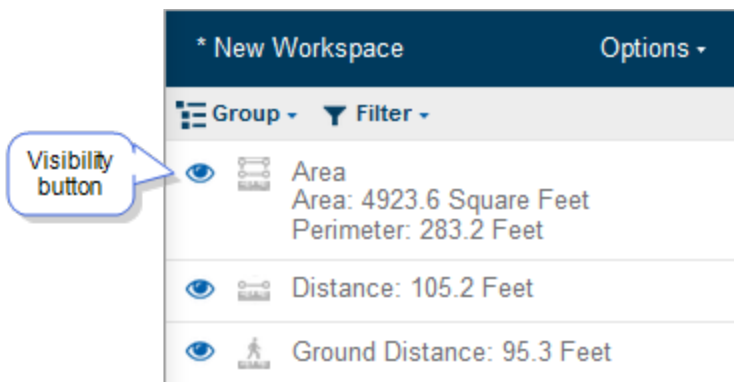 * New Workspace Options
Group Filter
Visibility
button
Area
Area: 4923.6 Square Feet
Perimeter: 283.2 Feet
Distance: 105.2 Feet
Ground Distance: 95.3 Feet